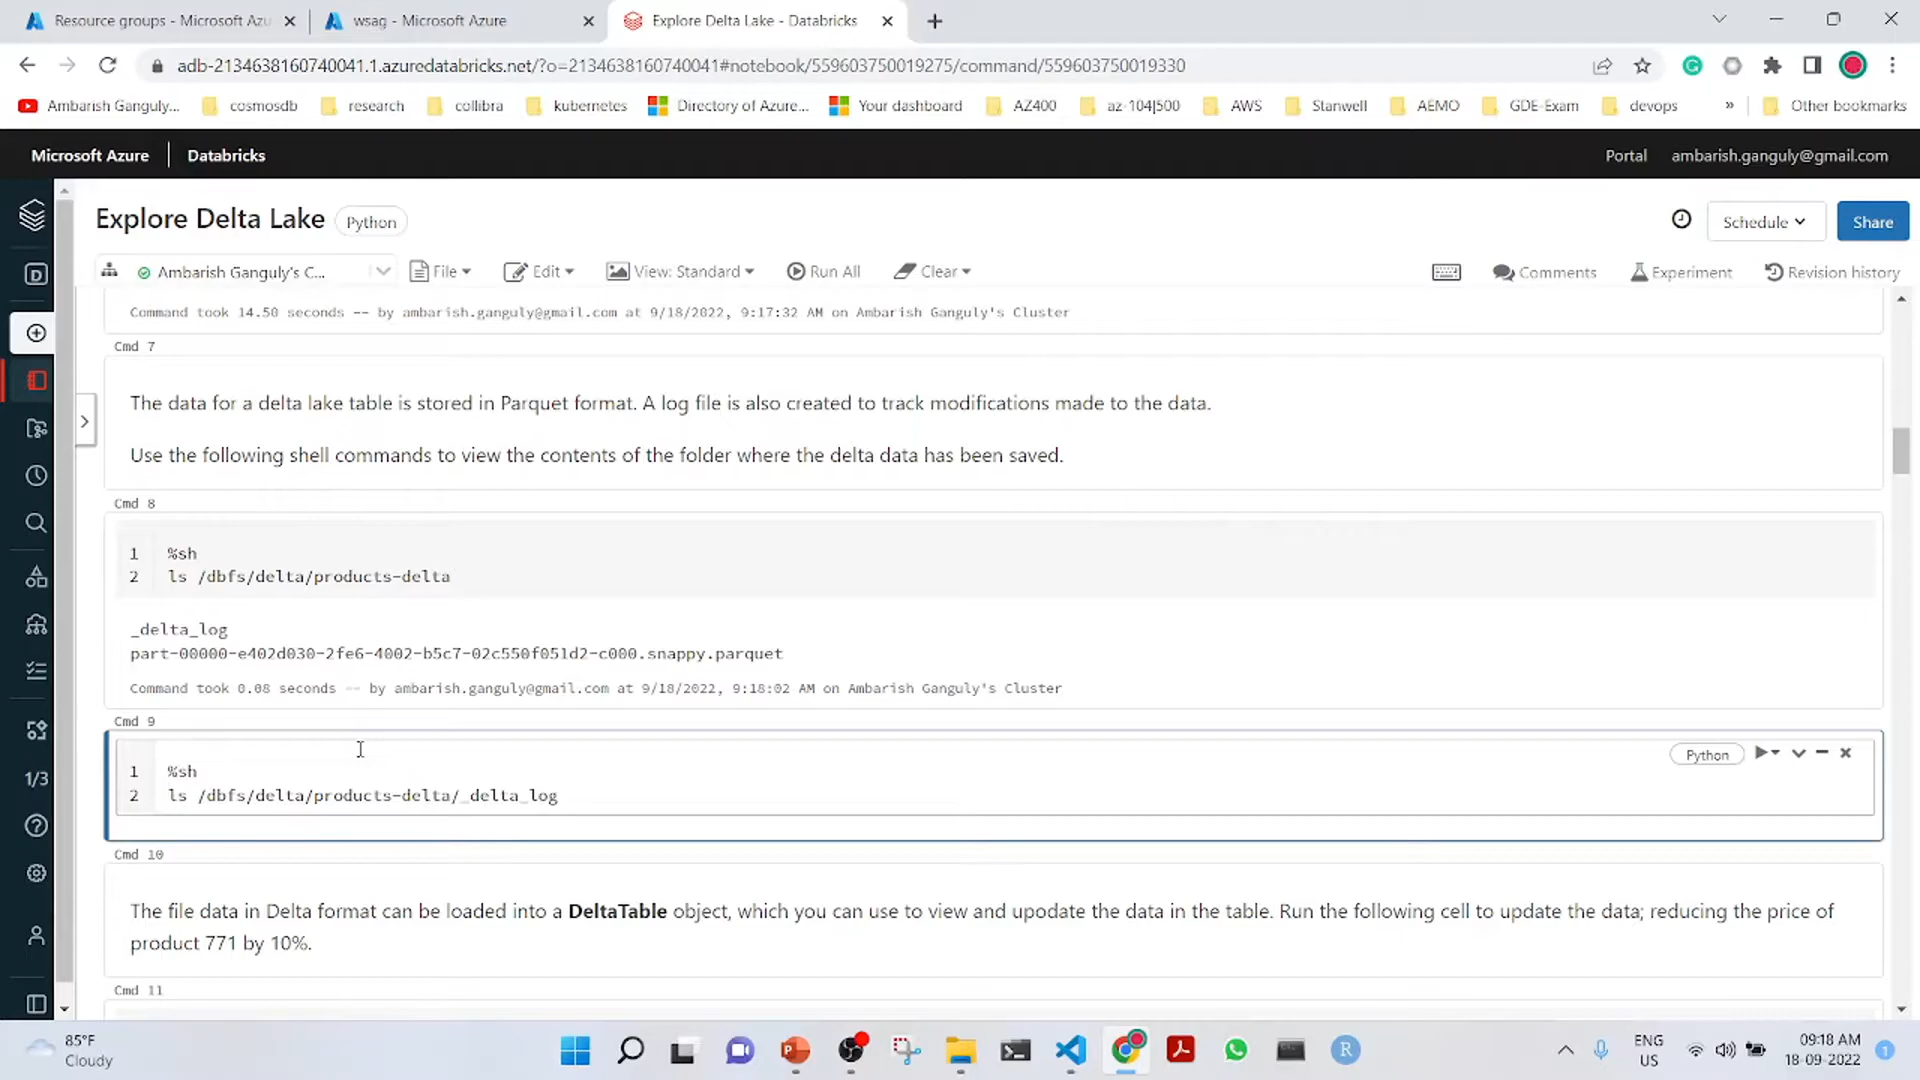 Resource groups - Microsoft Azu
wsag - Microsoft Azure
Explore Delta Lake - Databricks
adb-2134638160740041.1.azuredatabricks.net/?o=2134638160740041#notebook/559603750019275/command/559603750019330
Ambarish Ganguly...
cosmosdb
research
collibra
kubernetes
Directory of Azure...
Your dashboard
AZ400
az-104|500
AWS
Stanwell
AEMO
GDE-Exam
devops
»
Other bookmarks
Microsoft Azure
Databricks
Portal
ambarish.ganguly@gmail.com
Explore Delta Lake
Python
Schedule
Share
Ambarish Ganguly's C...
File
Edit
View: Standard
Run All
Clear
Comments
Experiment
Revision history
Command took 14.50 seconds -- by ambarish.ganguly@gmail.com at 9/18/2022, 9:17:32 AM on Ambarish Ganguly's Cluster
Cmd 7
The data for a delta lake table is stored in Parquet format. A log file is also created to track modifications made to the data.
Use the following shell commands to view the contents of the folder where the delta data has been saved.
Cmd 8
1 %sh
2 ls /dbfs/delta/products-delta
_delta_log
part-00000-e402d030-2fe6-4002-b5c7-02c550f051d2-c000.snappy.parquet
Command took 0.08 seconds -- by ambarish.ganguly@gmail.com at 9/18/2022, 9:18:02 AM on Ambarish Ganguly's Cluster
Cmd 9
Python
1 %sh
2 ls /dbfs/delta/products-delta/_delta_log
Cmd 10
The file data in Delta format can be loaded into a DeltaTable object, which you can use to view and upodate the data in the table. Run the following cell to update the data; reducing the price of
product 771 by 10%.
Cmd 11
D
1/3
85°F
Cloudy
R
ENG
US
09:18 AM
18-09-2022
1